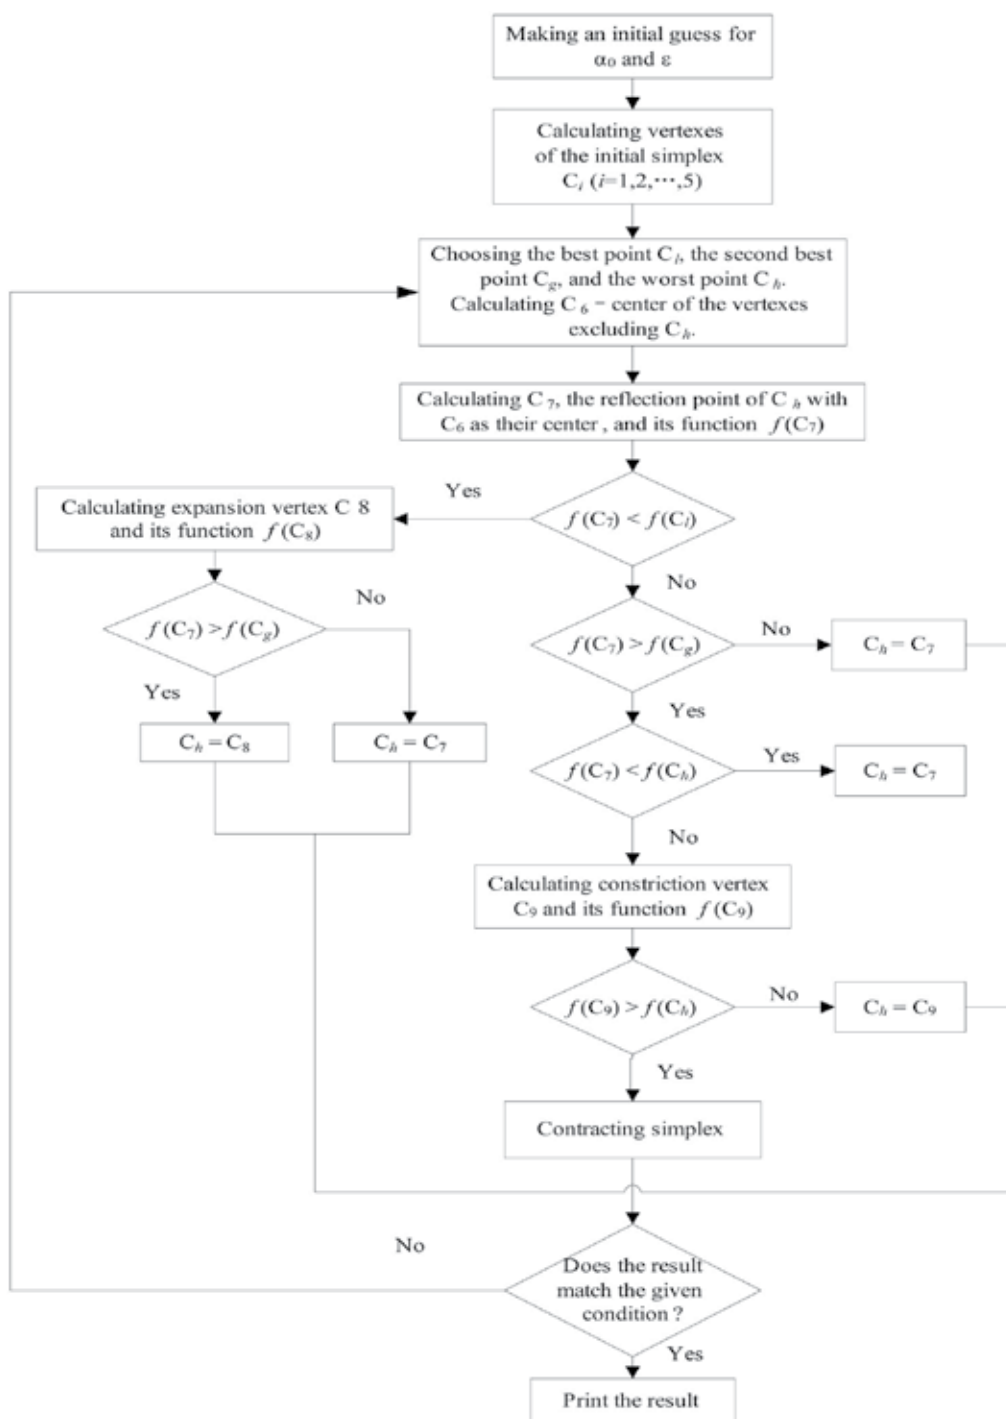 Making an initial guess for
α₀ and ε
Calculating vertexes
of the initial simplex
Cᵢ (i=1,2,⋯,5)
Choosing the best point Cₗ, the second best
point C_g, and the worst point Cₕ.
Calculating C₆ = center of the vertexes
excluding Cₕ.
Calculating C₇, the reflection point of Cₕ with
C₆ as their center, and its function f(C₇)
f(C₇) < f(Cₗ)
Yes
Calculating expansion vertex C 8
and its function f(C₈)
No
f(C₇) > f(C_g)
No
Yes
Cₕ = C₈
Cₕ = C₇
f(C₇) > f(C_g)
No
Cₕ = C₇
Yes
f(C₇) < f(Cₕ)
Yes
Cₕ = C₇
No
Calculating constriction vertex
C₉ and its function f(C₉)
f(C₉) > f(Cₕ)
No
Cₕ = C₉
Yes
Contracting simplex
No
Does the result
match the given
condition ?
Yes
Print the result